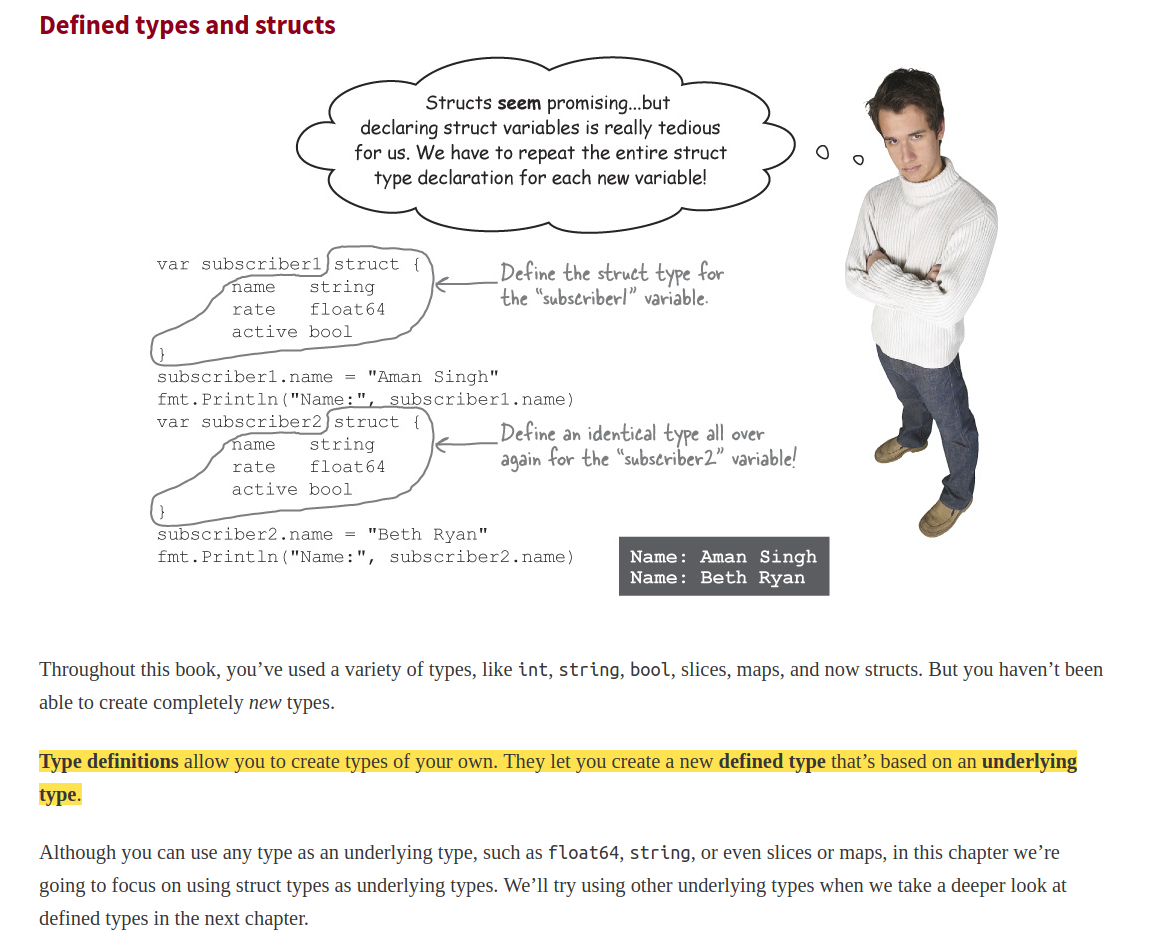 Defined types and structs
Structs seem promising...but
declaring struct variables is really tedious
for us. We have to repeat the entire struct
type declaration for each new variable!
var subscriber1 struct {
name   string
rate   float64
active bool
}
Define the struct type for
the “subscriber1” variable.
subscriber1.name = "Aman Singh"
fmt.Println("Name:", subscriber1.name)
var subscriber2 struct {
name   string
rate   float64
active bool
}
Define an identical type all over
again for the “subscriber2” variable!
subscriber2.name = "Beth Ryan"
fmt.Println("Name:", subscriber2.name)
Name: Aman Singh
Name: Beth Ryan
Throughout this book, you’ve used a variety of types, like int, string, bool, slices, maps, and now structs. But you haven’t been
able to create completely new types.
Type definitions allow you to create types of your own. They let you create a new defined type that’s based on an underlying
type.
Although you can use any type as an underlying type, such as float64, string, or even slices or maps, in this chapter we’re
going to focus on using struct types as underlying types. We’ll try using other underlying types when we take a deeper look at
defined types in the next chapter.